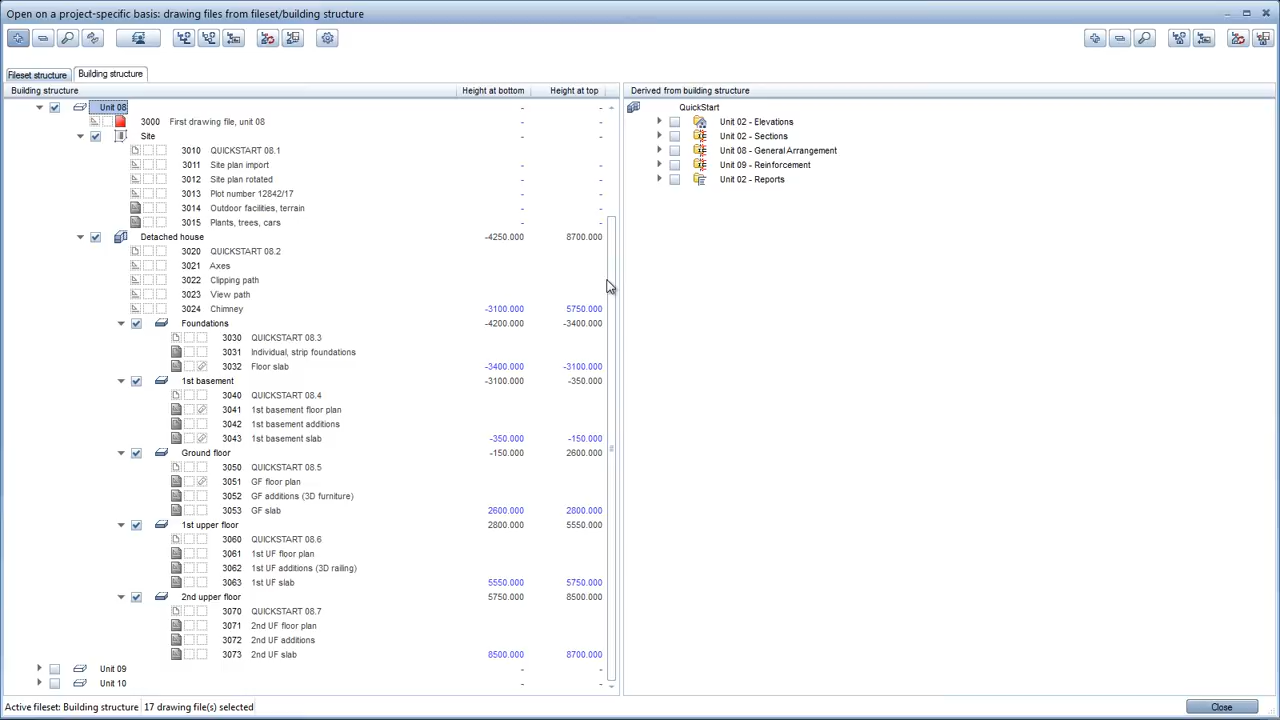 Open on a project-specific basis: drawing files from fileset/building structure
Fileset structure Building structure
Building structure Height at bottom Height at top Derived from building structure
Unit 08 - - QuickStart
3000 First drawing file, unit 08 - - Unit 02 - Elevations
Site - - Unit 02 - Sections
3010 QUICKSTART 08.1 - - Unit 08 - General Arrangement
3011 Site plan import - - Unit 09 - Reinforcement
3012 Site plan rotated - - Unit 02 - Reports
3013 Plot number 12842/17 - -
3014 Outdoor facilities, terrain - -
3015 Plants, trees, cars - -
Detached house -4250.000 8700.000
3020 QUICKSTART 08.2
3021 Axes
3022 Clipping path
3023 View path
3024 Chimney -3100.000 5750.000
Foundations -4200.000 -3400.000
3030 QUICKSTART 08.3
3031 Individual, strip foundations
3032 Floor slab -3400.000 -3100.000
1st basement -3100.000 -350.000
3040 QUICKSTART 08.4
3041 1st basement floor plan
3042 1st basement additions
3043 1st basement slab -350.000 -150.000
Ground floor -150.000 2600.000
3050 QUICKSTART 08.5
3051 GF floor plan
3052 GF additions (3D furniture)
3053 GF slab 2600.000 2800.000
1st upper floor 2800.000 5550.000
3060 QUICKSTART 08.6
3061 1st UF floor plan
3062 1st UF additions (3D railing)
3063 1st UF slab 5550.000 5750.000
2nd upper floor 5750.000 8500.000
3070 QUICKSTART 08.7
3071 2nd UF floor plan
3072 2nd UF additions
3073 2nd UF slab 8500.000 8700.000
Unit 09 - -
Unit 10 - -
Active fileset: Building structure 17 drawing file(s) selected Close